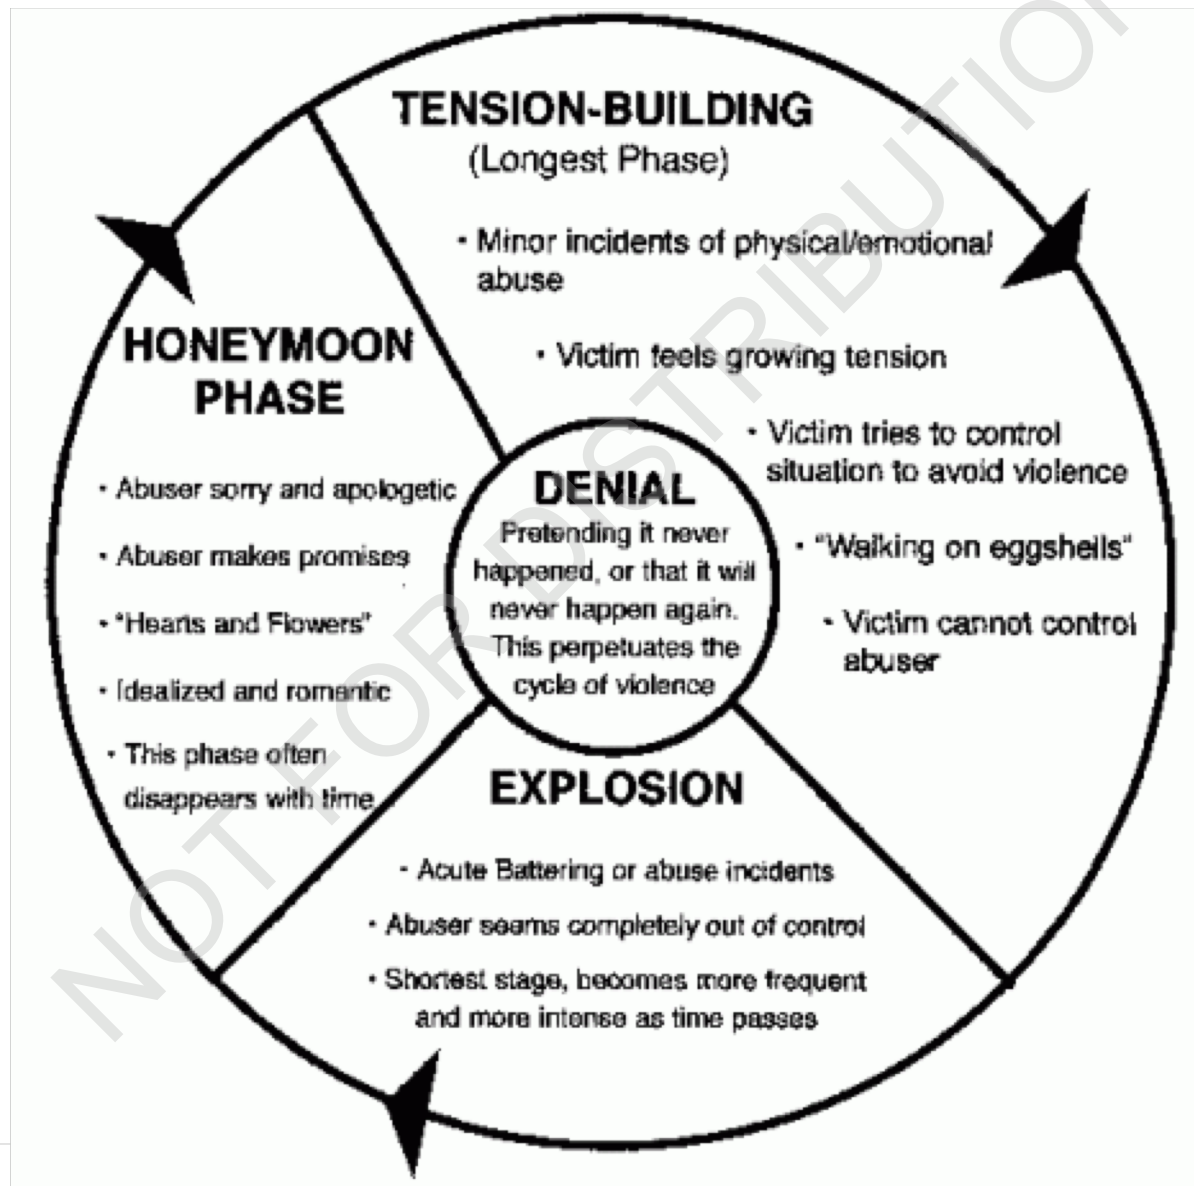 TENSION-BUILDING
(Longest Phase)
· Minor incidents of physical/emotional
abuse
· Victim feels growing tension
· Victim tries to control
situation to avoid violence
· "Walking on eggshells"
· Victim cannot control
abuser
HONEYMOON
PHASE
· Abuser sorry and apologetic
· Abuser makes promises
· "Hearts and Flowers"
· Idealized and romantic
· This phase often
disappears with time
DENIAL
Pretending it never
happened, or that it will
never happen again.
This perpetuates the
cycle of violence
EXPLOSION
· Acute Battering or abuse incidents
· Abuser seams completely out of control
· Shortest stage, becomes more frequent
and more intense as time passes
NOT FOR DISTRIBUTION